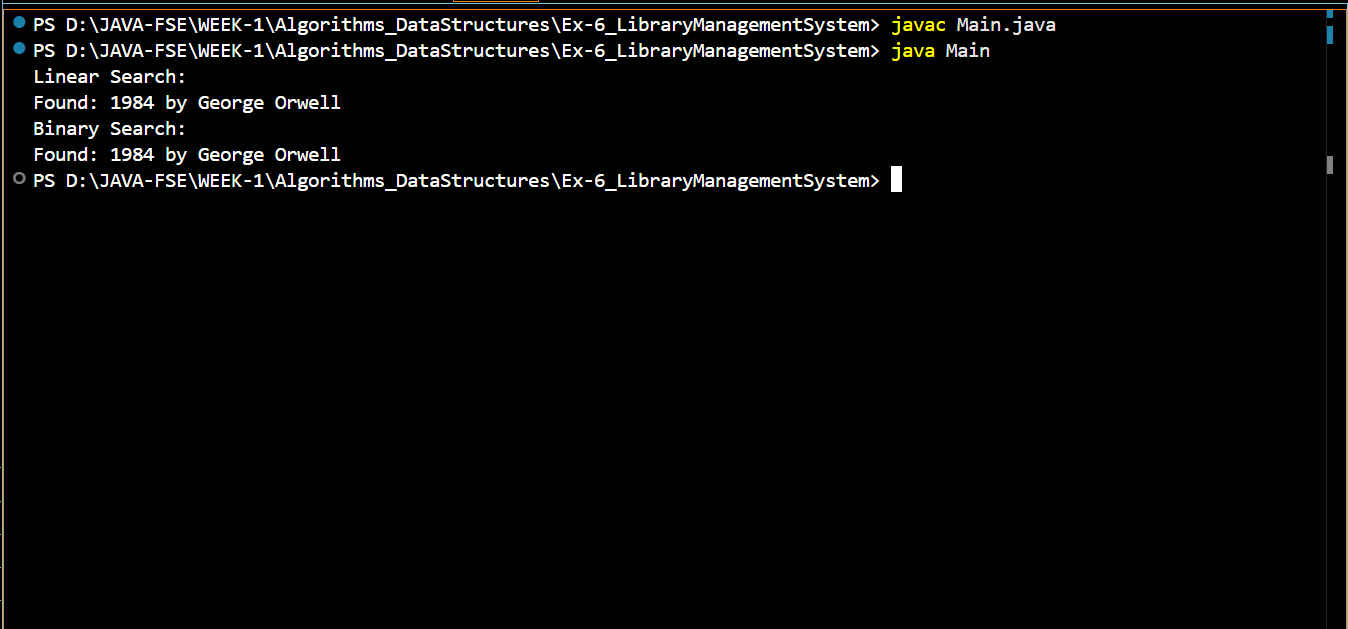 PS D:\JAVA-FSE\WEEK-1\Algorithms_DataStructures\Ex-6_LibraryManagementSystem> javac Main.java
PS D:\JAVA-FSE\WEEK-1\Algorithms_DataStructures\Ex-6_LibraryManagementSystem> java Main
Linear Search:
Found: 1984 by George Orwell
Binary Search:
Found: 1984 by George Orwell
PS D:\JAVA-FSE\WEEK-1\Algorithms_DataStructures\Ex-6_LibraryManagementSystem>